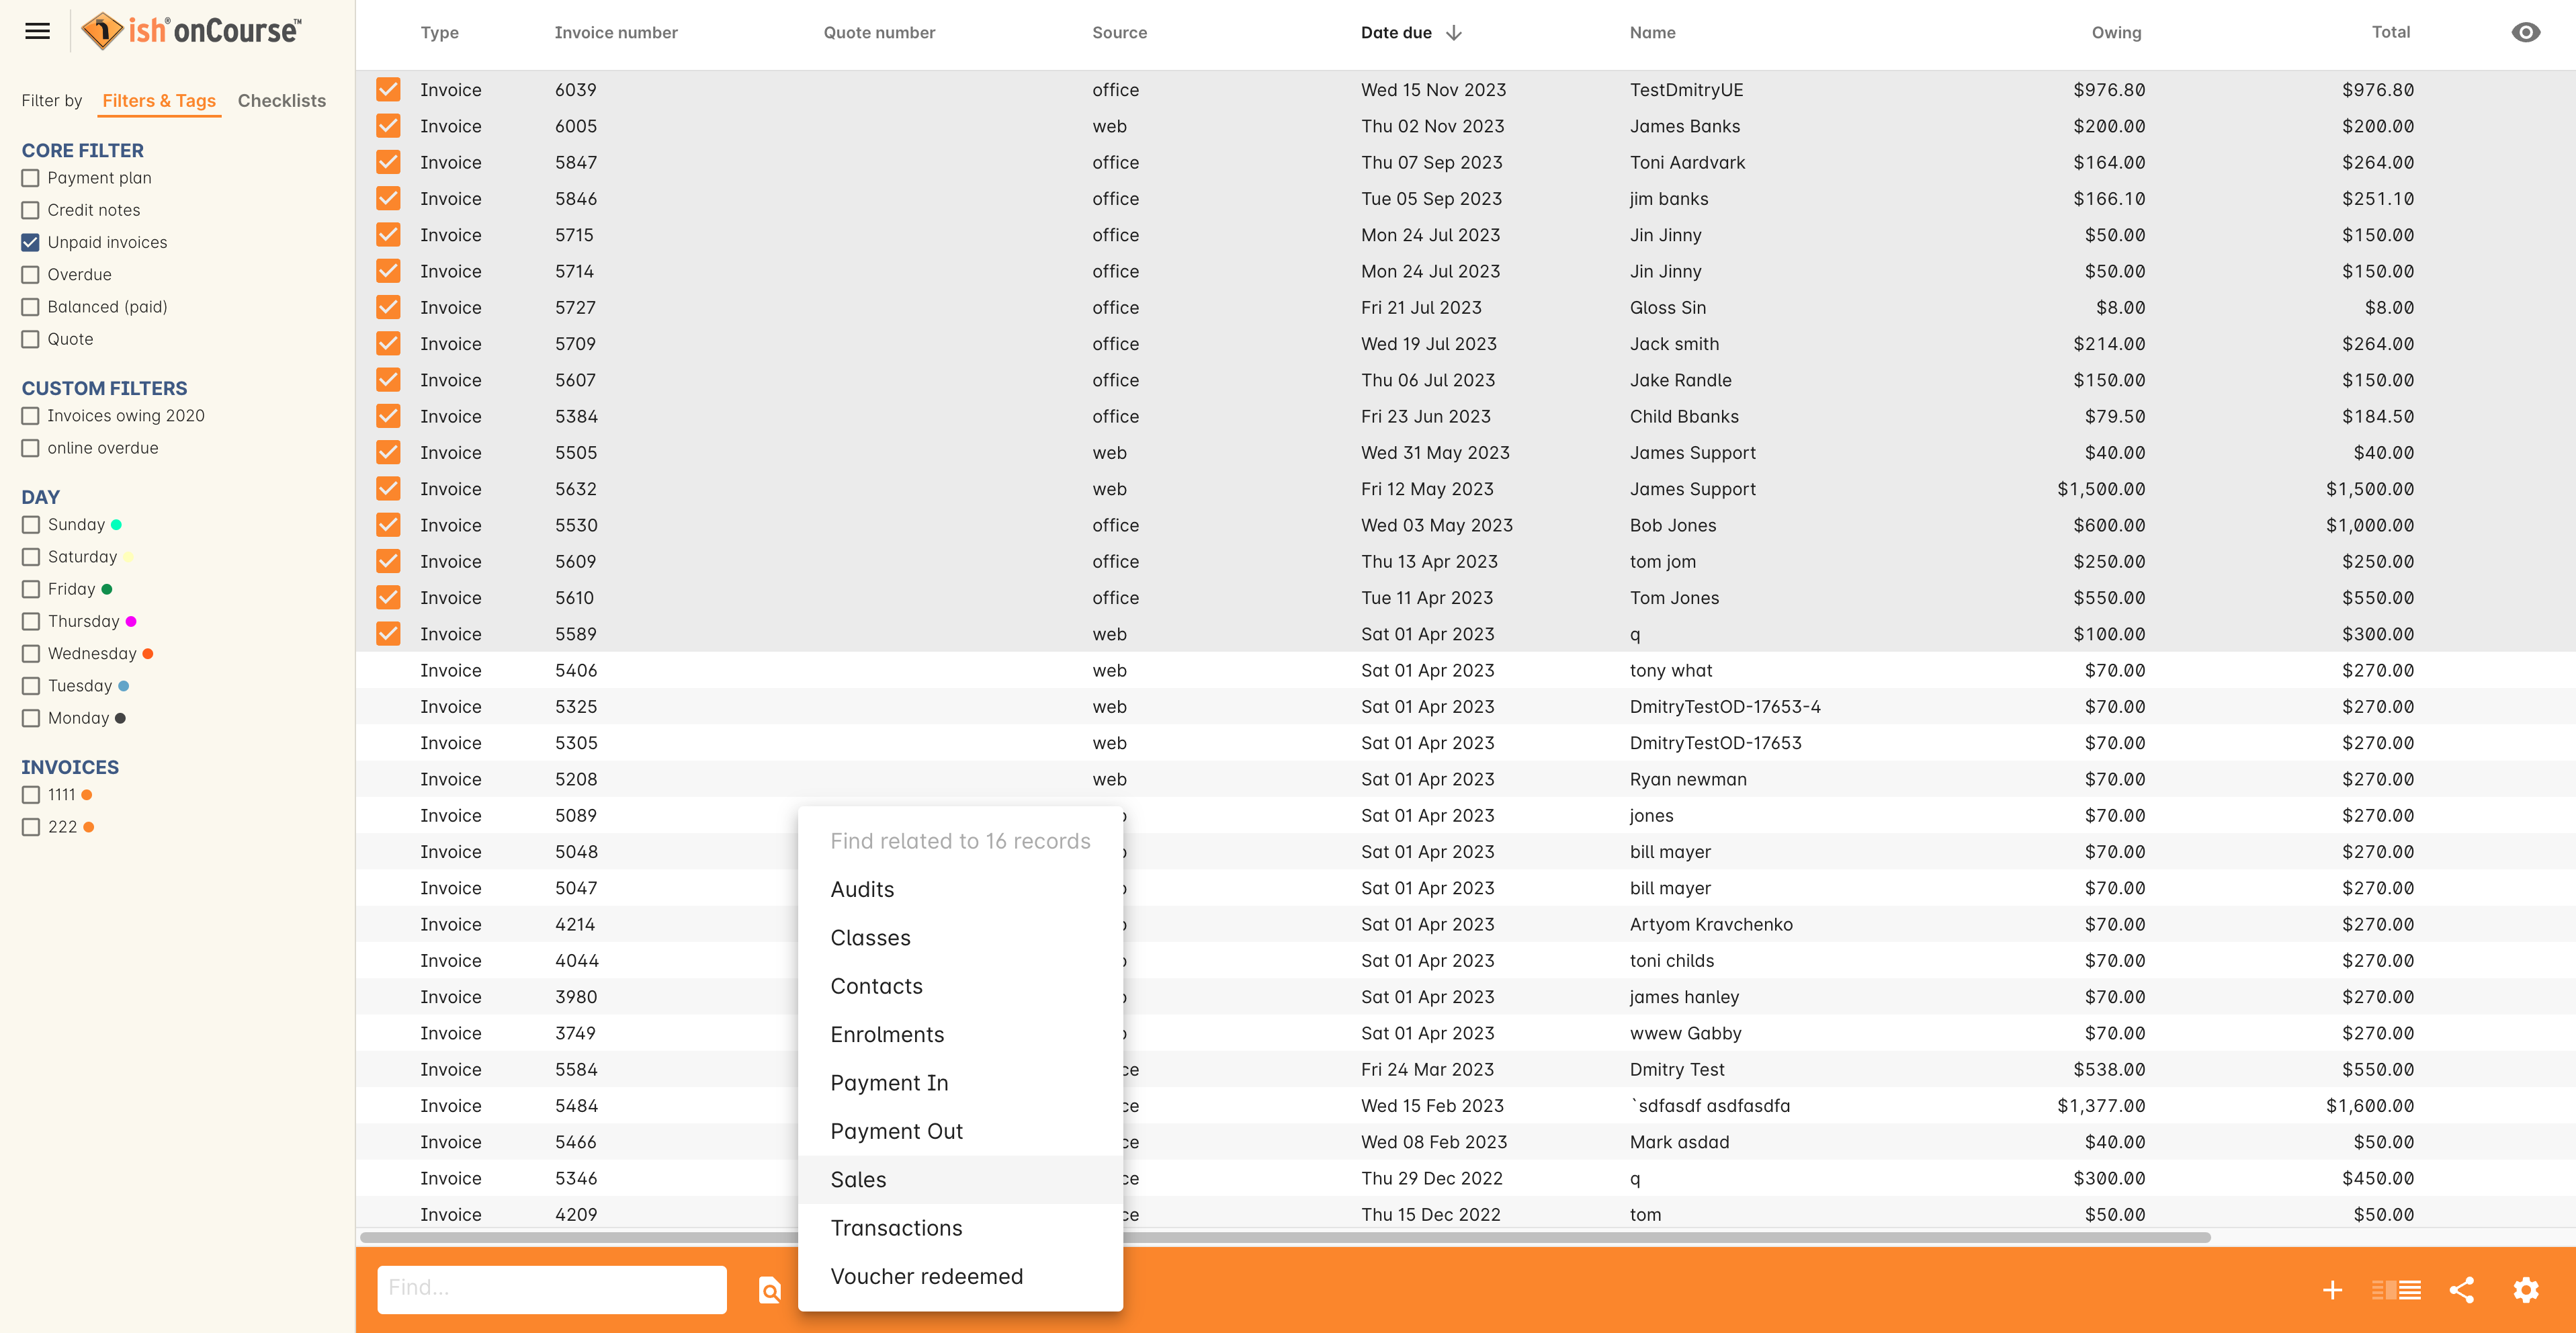 ish® onCourse™
Filter by Filters & Tags Checklists
CORE FILTER
Payment plan
Credit notes
Unpaid invoices
Overdue
Balanced (paid)
Quote
CUSTOM FILTERS
Invoices owing 2020
online overdue
DAY
Sunday
Saturday
Friday
Thursday
Wednesday
Tuesday
Monday
INVOICES
1111
222
Type Invoice number Quote number Source Date due Name Owing Total
Invoice 6039 office Wed 15 Nov 2023 TestDmitryUE $976.80 $976.80
Invoice 6005 web Thu 02 Nov 2023 James Banks $200.00 $200.00
Invoice 5847 office Thu 07 Sep 2023 Toni Aardvark $164.00 $264.00
Invoice 5846 office Tue 05 Sep 2023 jim banks $166.10 $251.10
Invoice 5715 office Mon 24 Jul 2023 Jin Jinny $50.00 $150.00
Invoice 5714 office Mon 24 Jul 2023 Jin Jinny $50.00 $150.00
Invoice 5727 office Fri 21 Jul 2023 Gloss Sin $8.00 $8.00
Invoice 5709 office Wed 19 Jul 2023 Jack smith $214.00 $264.00
Invoice 5607 office Thu 06 Jul 2023 Jake Randle $150.00 $150.00
Invoice 5384 office Fri 23 Jun 2023 Child Bbanks $79.50 $184.50
Invoice 5505 web Wed 31 May 2023 James Support $40.00 $40.00
Invoice 5632 web Fri 12 May 2023 James Support $1,500.00 $1,500.00
Invoice 5530 office Wed 03 May 2023 Bob Jones $600.00 $1,000.00
Invoice 5609 office Thu 13 Apr 2023 tom jom $250.00 $250.00
Invoice 5610 office Tue 11 Apr 2023 Tom Jones $550.00 $550.00
Invoice 5589 web Sat 01 Apr 2023 q $100.00 $300.00
Invoice 5406 web Sat 01 Apr 2023 tony what $70.00 $270.00
Invoice 5325 web Sat 01 Apr 2023 DmitryTestOD-17653-4 $70.00 $270.00
Invoice 5305 web Sat 01 Apr 2023 DmitryTestOD-17653 $70.00 $270.00
Invoice 5208 web Sat 01 Apr 2023 Ryan newman $70.00 $270.00
Invoice 5089 Sat 01 Apr 2023 jones $70.00 $270.00
Invoice 5048 Sat 01 Apr 2023 bill mayer $70.00 $270.00
Invoice 5047 Sat 01 Apr 2023 bill mayer $70.00 $270.00
Invoice 4214 Sat 01 Apr 2023 Artyom Kravchenko $70.00 $270.00
Invoice 4044 Sat 01 Apr 2023 toni childs $70.00 $270.00
Invoice 3980 Sat 01 Apr 2023 james hanley $70.00 $270.00
Invoice 3749 Sat 01 Apr 2023 wwew Gabby $70.00 $270.00
Invoice 5584 Fri 24 Mar 2023 Dmitry Test $538.00 $550.00
Invoice 5484 Wed 15 Feb 2023 `sdfasdf asdfasdfa $1,377.00 $1,600.00
Invoice 5466 Wed 08 Feb 2023 Mark asdad $40.00 $50.00
Invoice 5346 Thu 29 Dec 2022 q $300.00 $450.00
Invoice 4209 Thu 15 Dec 2022 tom $50.00 $50.00
Find related to 16 records
Audits
Classes
Contacts
Enrolments
Payment In
Payment Out
Sales
Transactions
Voucher redeemed
Find...